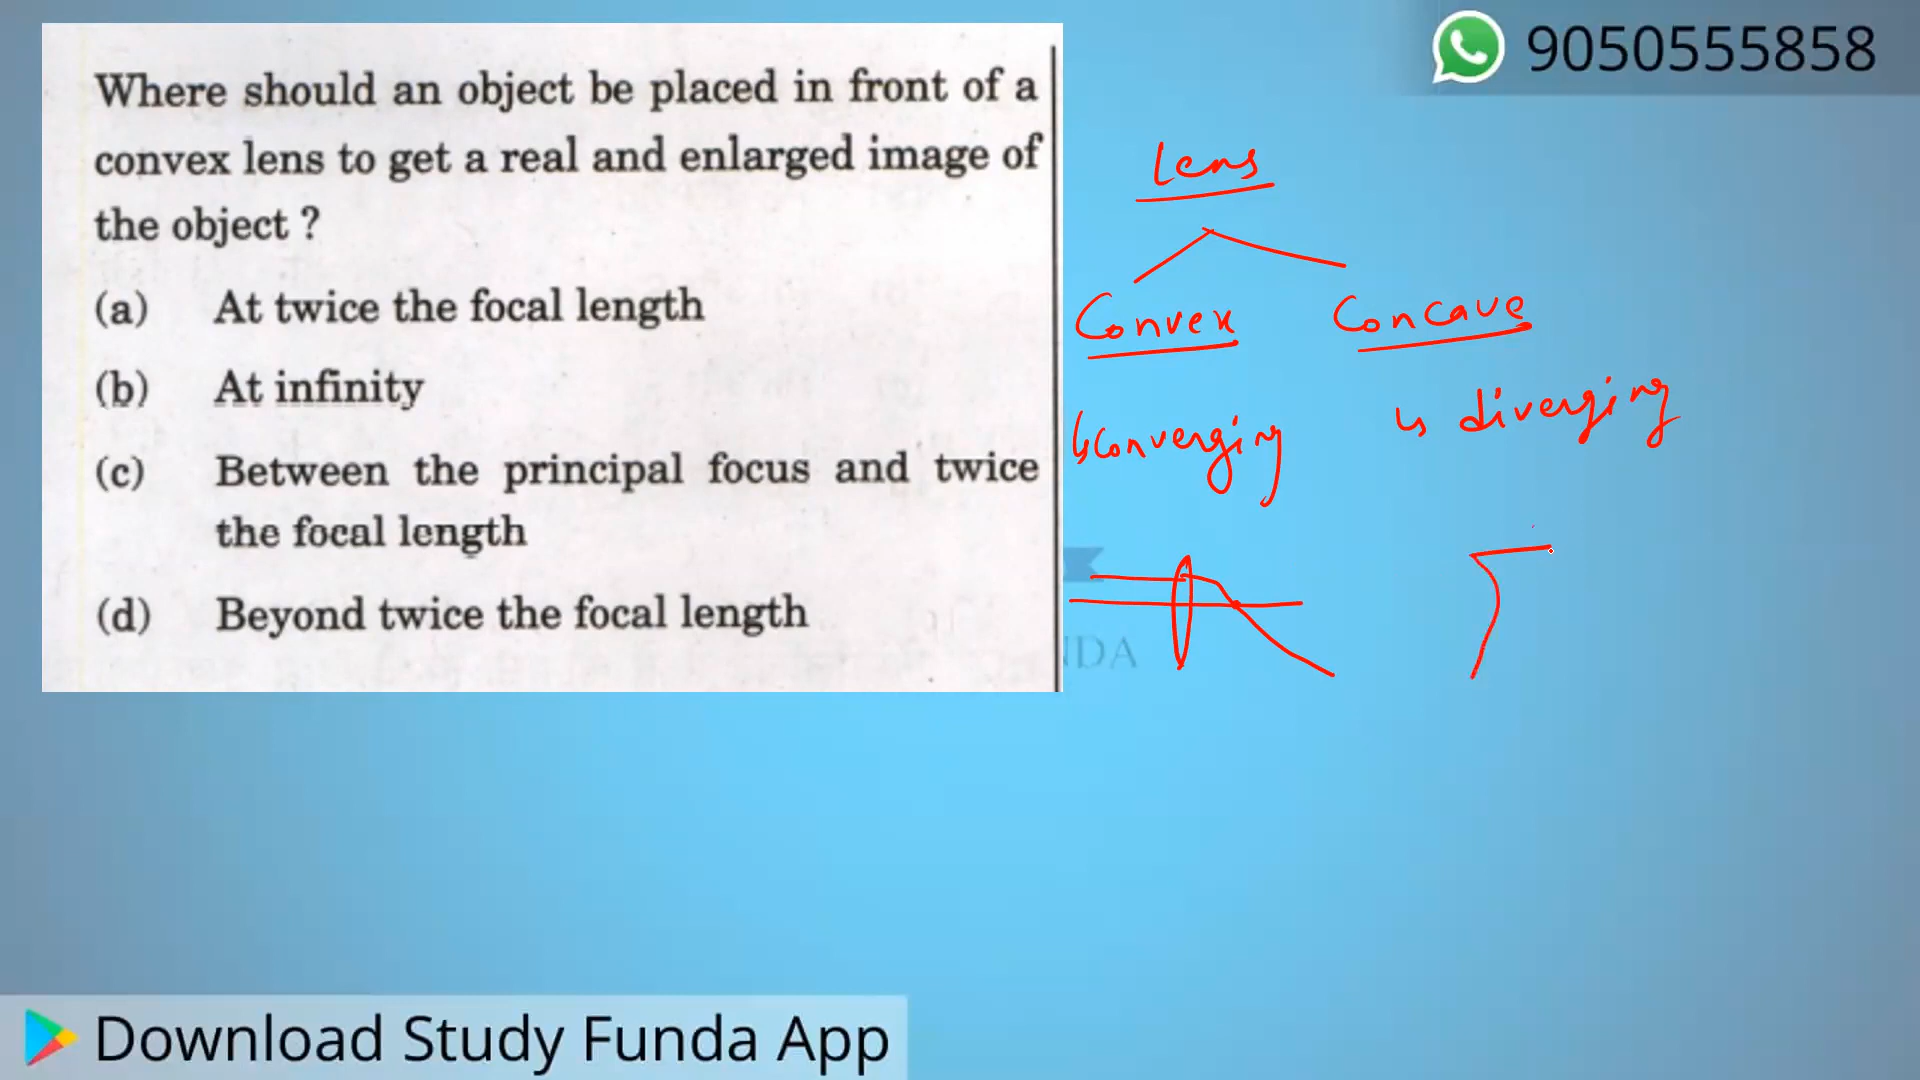 9050555858
Where should an object be placed in front of a
convex lens to get a real and enlarged image of
the object ?
(a) At twice the focal length
(b) At infinity
(c) Between the principal focus and twice
the focal length
(d) Beyond twice the focal length
Lens
Convex
Concave
↳ converging
↳ diverging
NDA
Download Study Funda App